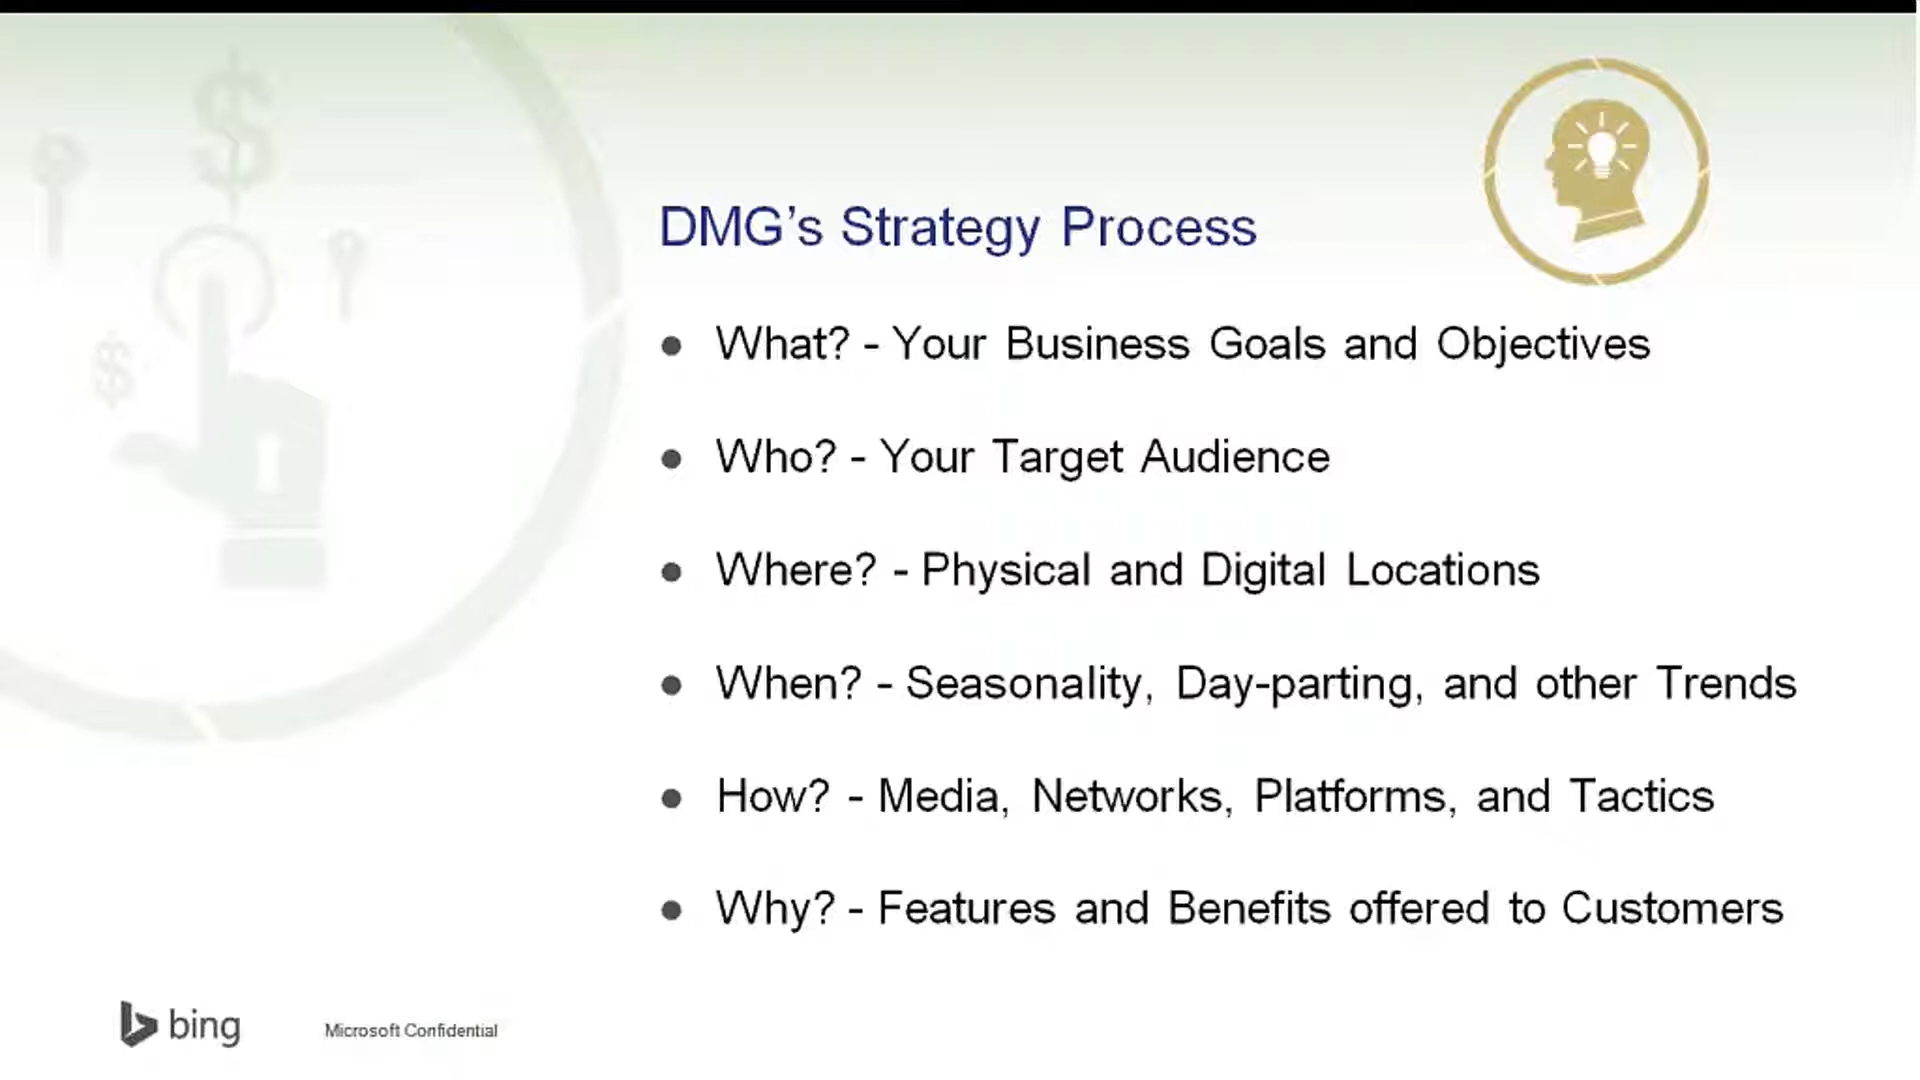 DMG's Strategy Process
● What? - Your Business Goals and Objectives
● Who? - Your Target Audience
● Where? - Physical and Digital Locations
● When? - Seasonality, Day-parting, and other Trends
● How? - Media, Networks, Platforms, and Tactics
● Why? - Features and Benefits offered to Customers
bing
Microsoft Confidential